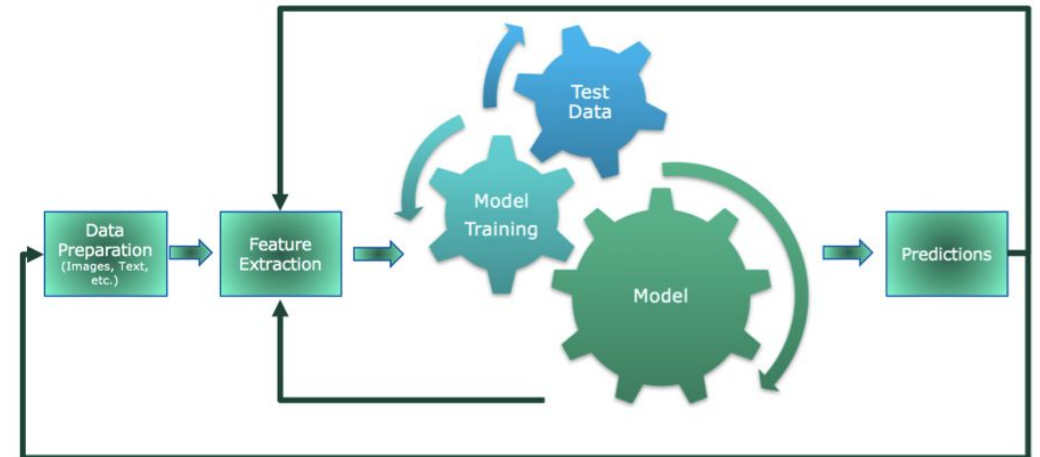 Data
Preparation
(Images, Text,
etc.)
Feature
Extraction
Test
Data
Model
Training
Model
Predictions